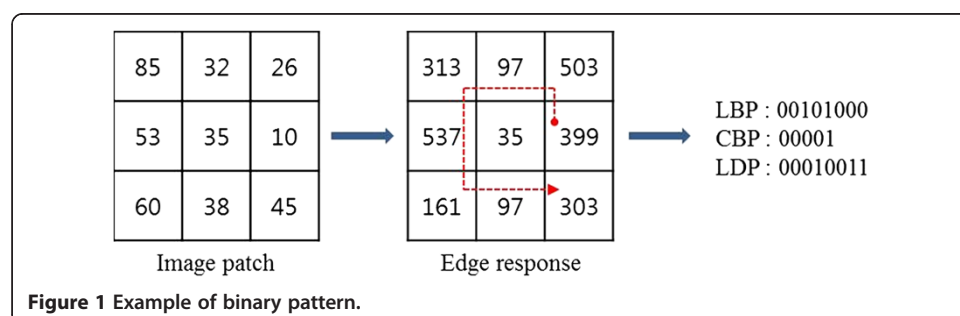 85 32 26
53 35 10
60 38 45
Image patch
313 97 503
537 35 399
161 97 303
Edge response
LBP : 00101000
CBP : 00001
LDP : 00010011
Figure 1 Example of binary pattern.